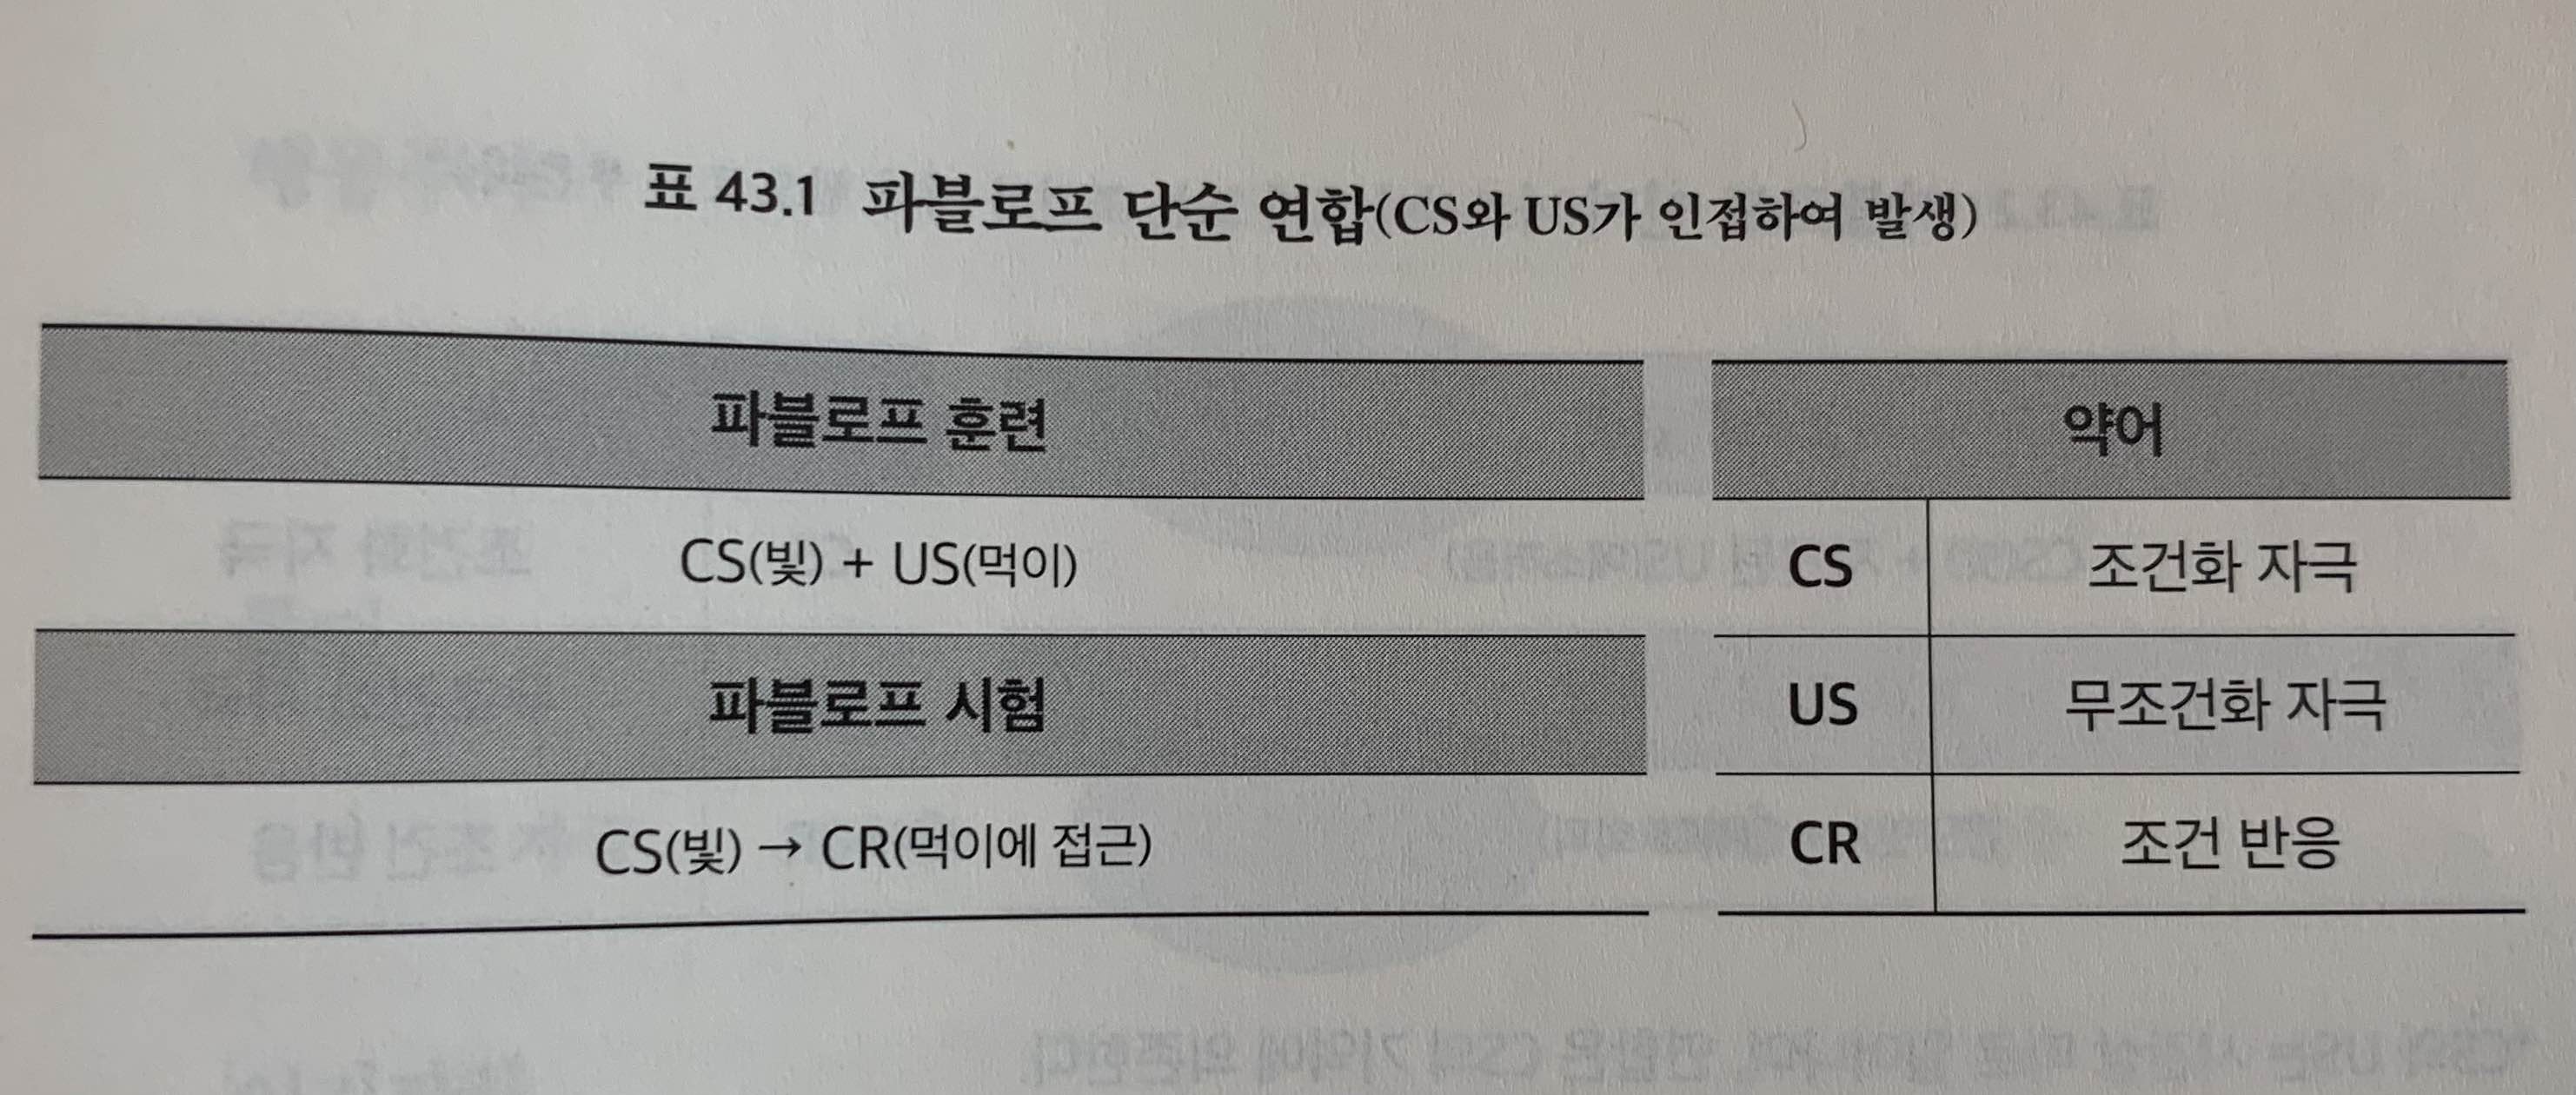 표 43.1 파블로프 단순 연합(CS와 US가 인접하여 발생)
파블로프 훈련
CS(빛) + US(먹이)
파블로프 시험
CS(빛) → CR(먹이에 접근)
약어
CS 조건화 자극
US 무조건화 자극
CR 조건 반응